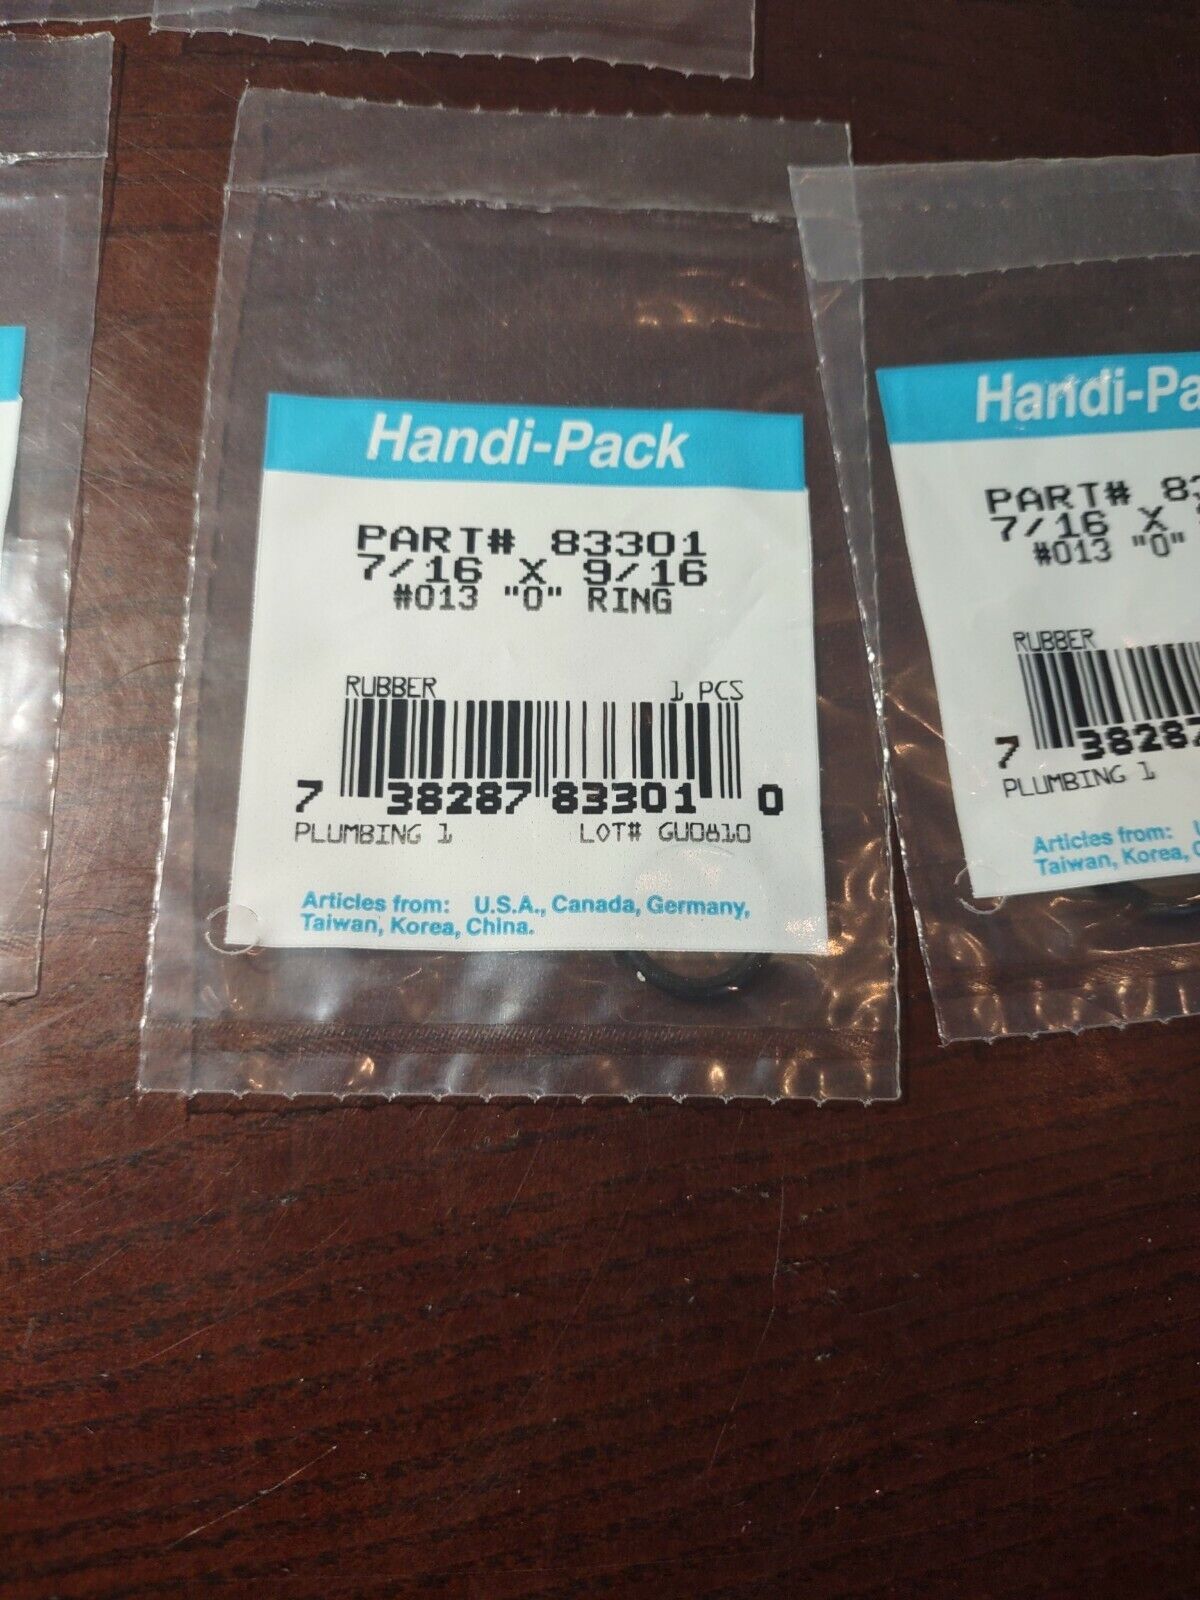 Handi-Pack
PART# 83301
7/16 X 9/16
#013 "O" RING
RUBBER 1 PCS
7 38287 83301 0
PLUMBING 1 LOT# GU0810
Articles from: U.S.A., Canada, Germany,
Taiwan, Korea, China.
Handi-Pa
PART# 83
7/16 X
#013 "O"
RUBBER
7 38287
PLUMBING 1
Articles from:
Taiwan, Korea,